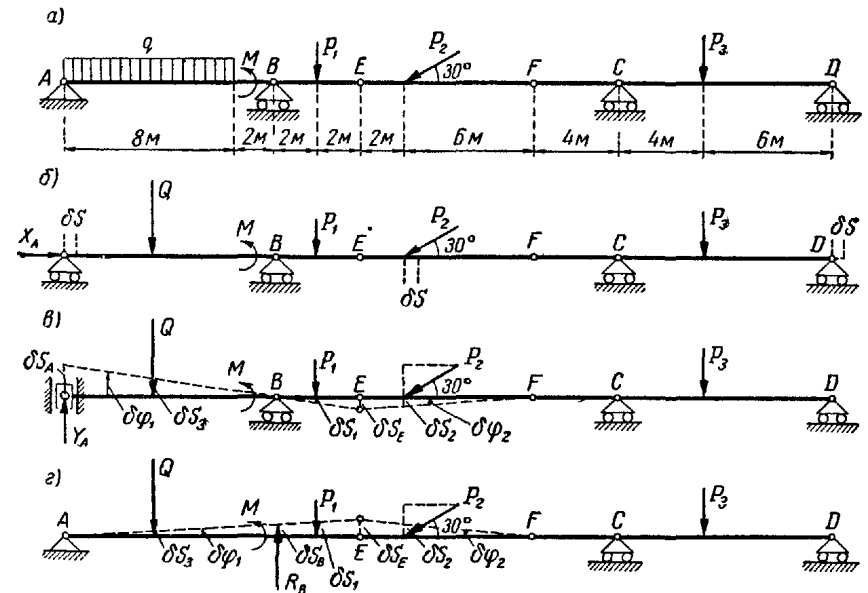 а)
q
M
P₁
P₂
P₃
A
B
E
30°
F
C
D
8м
2м
2м
2м
2м
6м
4м
4м
6м
б)
Q
X_A
δS
M
P₁
P₂
P₃
B
E
30°
F
C
D
δS
δS
в)
Q
δS_A
M
P₁
P₂
P₃
B
E
30°
F
C
D
δφ₁
δS₃
δS₁
δS_E
δS₂
δφ₂
Y_A
г)
Q
M
P₁
P₂
P₃
A
E
30°
F
C
D
δS₃
δφ₁
δS_B
δS_E
δS₂
δφ₂
R_B
δS₁